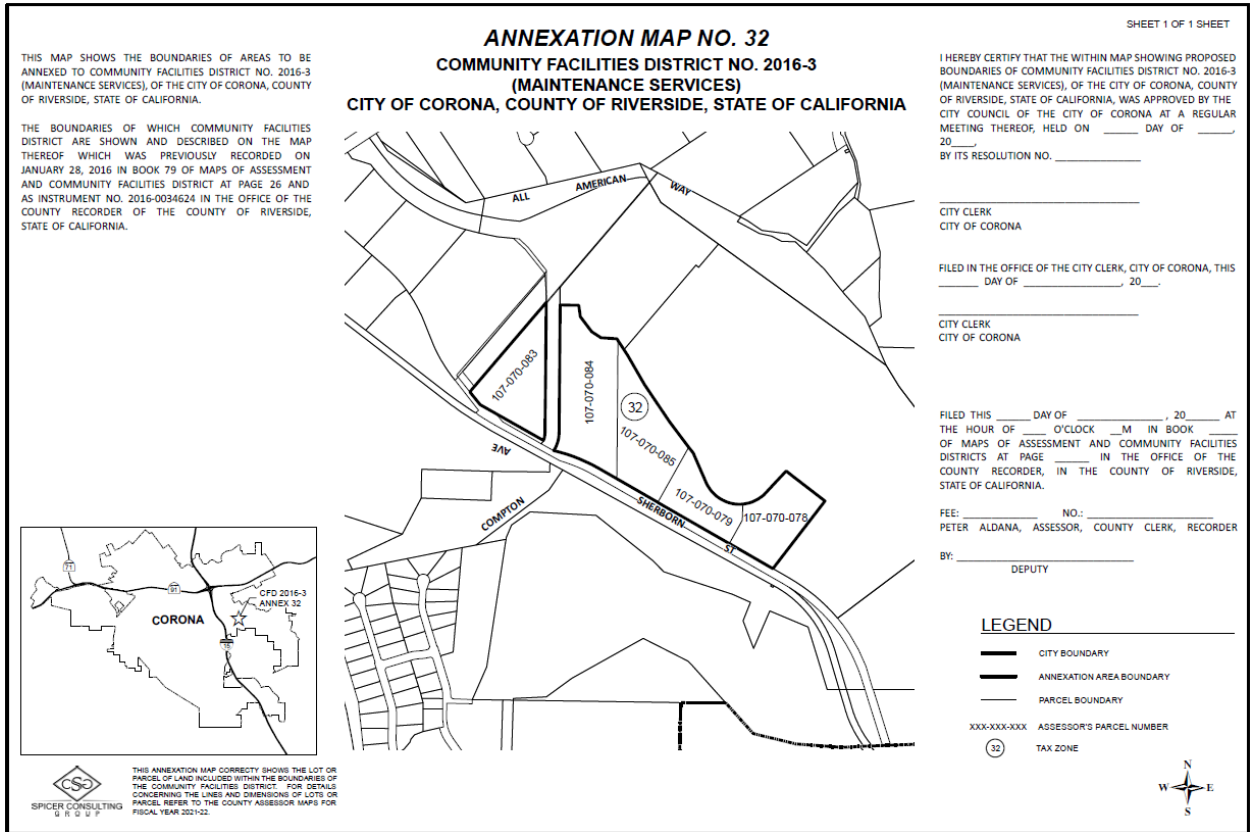 SHEET 1 OF 1 SHEET
ANNEXATION MAP NO. 32
COMMUNITY FACILITIES DISTRICT NO. 2016-3
(MAINTENANCE SERVICES)
CITY OF CORONA, COUNTY OF RIVERSIDE, STATE OF CALIFORNIA
THIS MAP SHOWS THE BOUNDARIES OF AREAS TO BE
ANNEXED TO COMMUNITY FACILITIES DISTRICT NO. 2016-3
(MAINTENANCE SERVICES), OF THE CITY OF CORONA, COUNTY
OF RIVERSIDE, STATE OF CALIFORNIA.
THE BOUNDARIES OF WHICH COMMUNITY FACILITIES
DISTRICT ARE SHOWN AND DESCRIBED ON THE MAP
THEREOF WHICH WAS PREVIOUSLY RECORDED ON
JANUARY 28, 2016 IN BOOK 79 OF MAPS OF ASSESSMENT
AND COMMUNITY FACILITIES DISTRICT AT PAGE 26 AND
AS INSTRUMENT NO. 2016-0034624 IN THE OFFICE OF THE
COUNTY RECORDER OF THE COUNTY OF RIVERSIDE,
STATE OF CALIFORNIA.
ALL AMERICAN WAY
107-070-083
107-070-084
32
107-070-085
107-070-079
107-070-078
AVE
COMPTON
SHERBORN
ST
I HEREBY CERTIFY THAT THE WITHIN MAP SHOWING PROPOSED
BOUNDARIES OF COMMUNITY FACILITIES DISTRICT NO. 2016-3
(MAINTENANCE SERVICES), OF THE CITY OF CORONA, COUNTY
OF RIVERSIDE, STATE OF CALIFORNIA, WAS APPROVED BY THE
CITY COUNCIL OF THE CITY OF CORONA AT A REGULAR
MEETING THEREOF, HELD ON ______ DAY OF ______,
20____,
BY ITS RESOLUTION NO. ______________
CITY CLERK
CITY OF CORONA
FILED IN THE OFFICE OF THE CITY CLERK, CITY OF CORONA, THIS
_______ DAY OF ________________, 20___.
CITY CLERK
CITY OF CORONA
FILED THIS ______ DAY OF ______________ , 20______ AT
THE HOUR OF ____ O'CLOCK __M IN BOOK _____
OF MAPS OF ASSESSMENT AND COMMUNITY FACILITIES
DISTRICTS AT PAGE ______ IN THE OFFICE OF THE
COUNTY RECORDER, IN THE COUNTY OF RIVERSIDE,
STATE OF CALIFORNIA.
FEE: _____________ NO.: _____________________
PETER ALDANA, ASSESSOR, COUNTY CLERK, RECORDER
BY: ______________________________
DEPUTY
LEGEND
CITY BOUNDARY
ANNEXATION AREA BOUNDARY
PARCEL BOUNDARY
XXX-XXX-XXX ASSESSOR'S PARCEL NUMBER
32 TAX ZONE
N
W E
S
71
91
15
CORONA
CFD 2016-3
ANNEX 32
CSG
SPICER CONSULTING
GROUP
THIS ANNEXATION MAP CORRECTY SHOWS THE LOT OR
PARCEL OF LAND INCLUDED WITHIN THE BOUNDARIES OF
THE COMMUNITY FACILITIES DISTRICT. FOR DETAILS
CONCERNING THE LINES AND DIMENSIONS OF LOTS OR
PARCEL REFER TO THE COUNTY ASSESSOR MAPS FOR
FISCAL YEAR 2021-22.